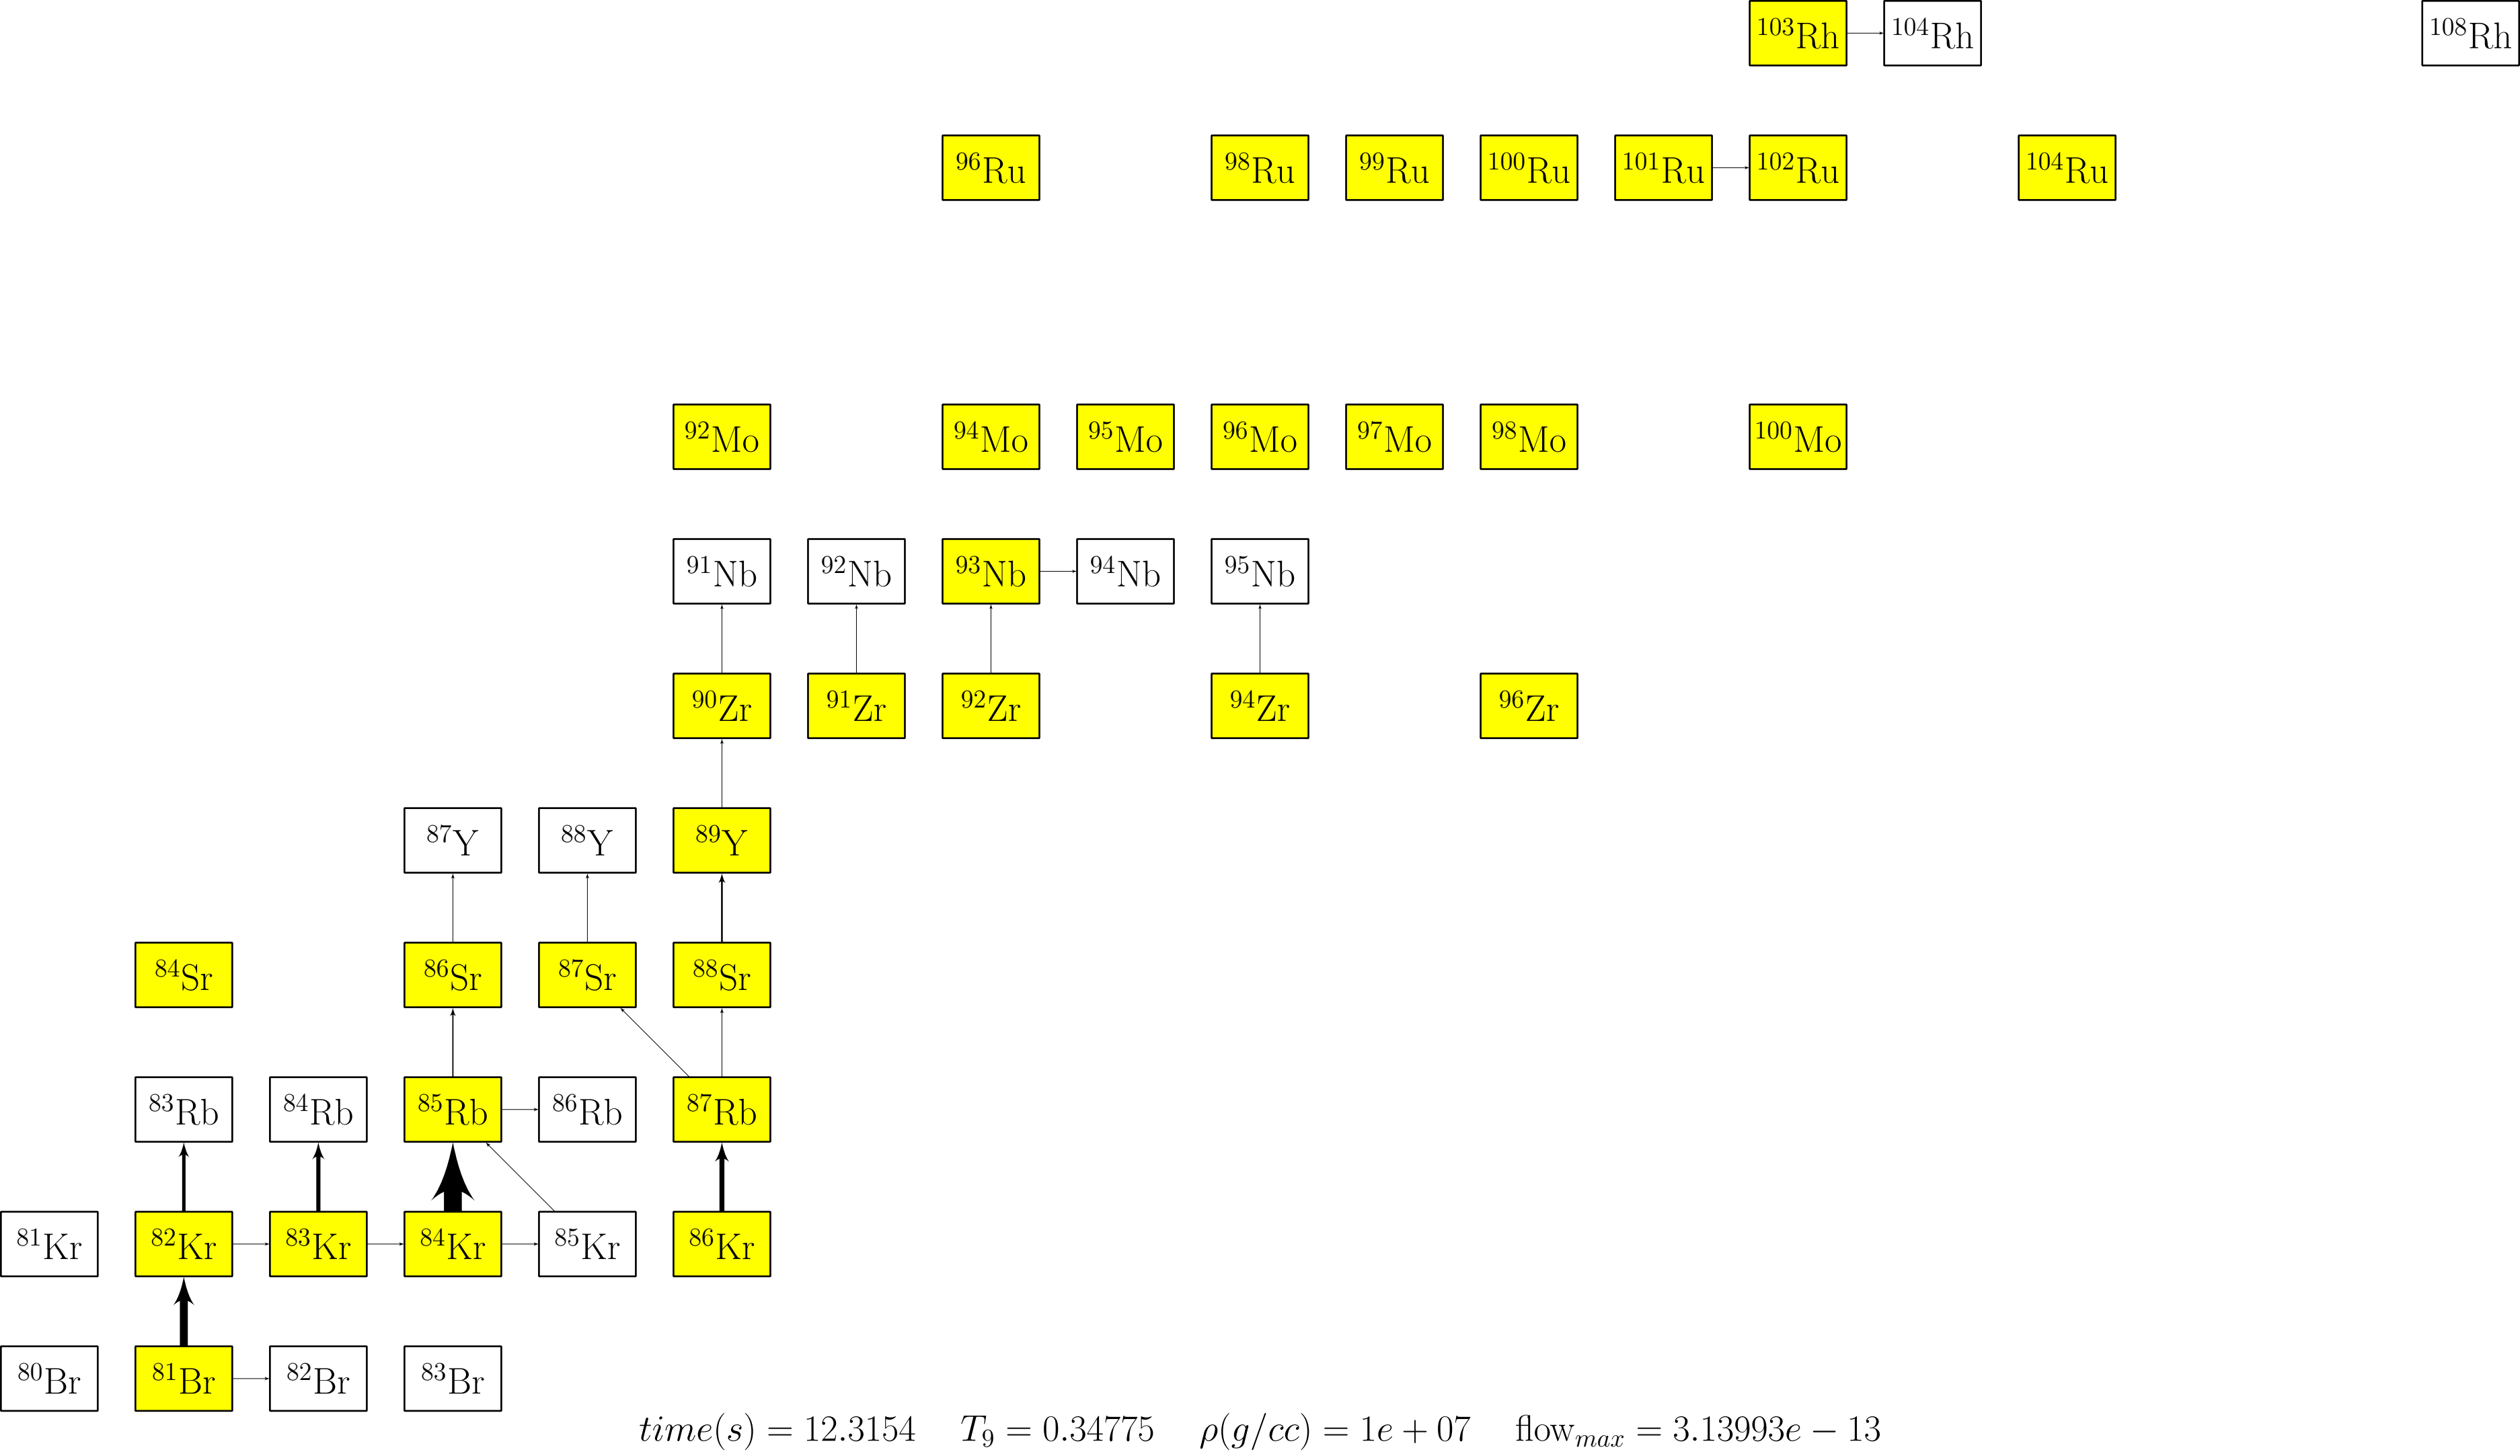 ¹⁰³Rh ¹⁰⁴Rh ¹⁰⁸Rh
⁹⁶Ru ⁹⁸Ru ⁹⁹Ru ¹⁰⁰Ru ¹⁰¹Ru ¹⁰²Ru ¹⁰⁴Ru
⁹²Mo ⁹⁴Mo ⁹⁵Mo ⁹⁶Mo ⁹⁷Mo ⁹⁸Mo ¹⁰⁰Mo
⁹¹Nb ⁹²Nb ⁹³Nb ⁹⁴Nb ⁹⁵Nb
⁹⁰Zr ⁹¹Zr ⁹²Zr ⁹⁴Zr ⁹⁶Zr
⁸⁷Y ⁸⁸Y ⁸⁹Y
⁸⁴Sr ⁸⁶Sr ⁸⁷Sr ⁸⁸Sr
⁸³Rb ⁸⁴Rb ⁸⁵Rb ⁸⁶Rb ⁸⁷Rb
⁸¹Kr ⁸²Kr ⁸³Kr ⁸⁴Kr ⁸⁵Kr ⁸⁶Kr
⁸⁰Br ⁸¹Br ⁸²Br ⁸³Br
time(s) = 12.3154 T₉ = 0.34775 ρ(g/cc) = 1e + 07 flowₘₐₓ = 3.13993e − 13